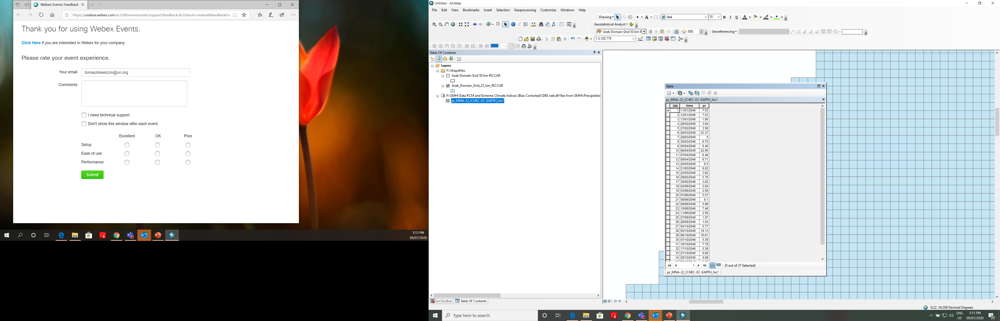 Webex Events Feedback
https://undesa.webex.com/ec3300/eventcenter/support/feedback.do?siteurl=undesa&feedBackFo
Thank you for using Webex Events.
Click Here if you are interested in Webex for your company.
Please rate your event experience.
Your email tomaszkiewiczm@un.org
Comments
I need technical support.
Don't show this window after each event.
Excellent OK Poor
Setup
Ease of use
Performance
Submit
3:13 PM
09/07/2020
Untitled - ArcMap
File Edit View Bookmarks Insert Selection Geoprocessing Customize Windows Help
Drawing Arial 10 B I U A
Geostatistical Analyst
Arab Domain Grid 50 km R 500 Georeferencing
1:3,120,779
Table Of Contents
Layers
F:\Shapefiles
Arab Domain Grid 50 km RICCAR
Arab_Domain_Grid_25_km_RICCAR
F:\SMHI Data RCM and Extreme Climate Indices (Bias Corrected)\DBS netcdf files from SMHI\Precipitatio
pr_MNA-22_ICHEC-EC-EARTH_his1
ArcToolbox Table Of Contents
Table
pr_MNA-22_ICHEC-EC-EARTH_his1
OID time pr
1 11/01/2046 7.53
2 12/01/2046 7.53
3 13/01/2046 1.95
4 26/02/2046 3.84
5 27/02/2046 2.56
6 26/03/2046 23.37
7 28/03/2046 5
8 30/03/2046 6.75
9 05/04/2046 6.46
10 06/04/2046 22.95
11 07/04/2046 6.46
12 08/04/2046 6.71
13 20/05/2046 6.5
14 21/05/2046 6.02
15 22/05/2046 3.62
16 29/05/2046 5.76
17 30/05/2046 3.62
18 02/06/2046 2.84
19 03/06/2046 2.56
20 07/06/2046 5.57
21 08/06/2046 8.1
22 09/06/2046 5.98
23 10/06/2046 7.46
24 11/06/2046 2.56
25 27/08/2046 1.07
26 28/08/2046 1.03
27 04/10/2046 5.77
28 05/10/2046 19.13
29 06/10/2046 16.61
30 07/10/2046 5.39
31 16/10/2046 7.79
32 17/10/2046 5.39
33 27/10/2046 8.88
34 28/10/2046 9.89
1 (0 out of 37 Selected)
pr_MNA-22_ICHEC-EC-EARTH_his1
-8.22 34.208 Decimal Degrees
Type here to search
ENG
US
3:13 PM
09/07/2020
22